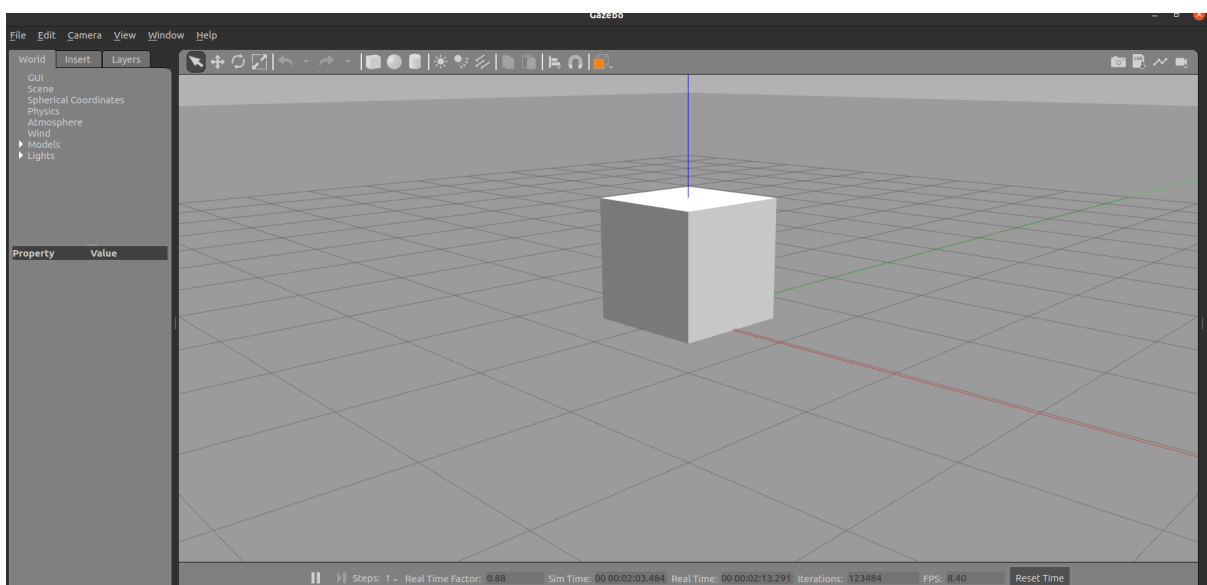 Gazebo
File Edit Camera View Window Help
World Insert Layers
GUI
Scene
Spherical Coordinates
Physics
Atmosphere
Wind
Models
Lights
Property Value
Steps: 1 Real Time Factor: 0.88 Sim Time: 00 00:02:03.484 Real Time: 00 00:02:13.291 Iterations: 123484 FPS: 8.40 Reset Time